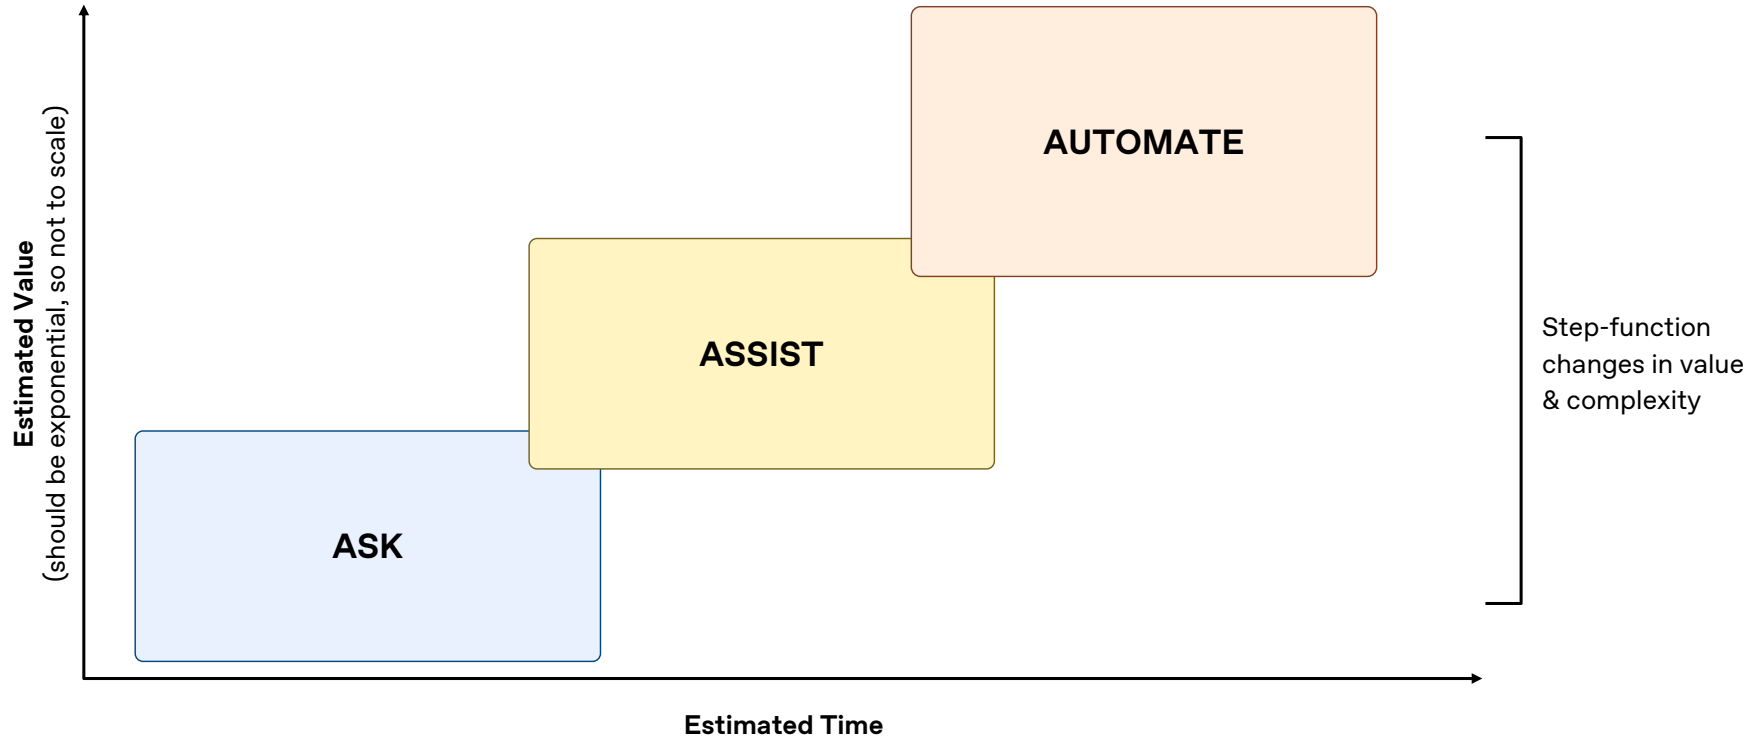 Estimated Value
(should be exponential, so not to scale)
AUTOMATE
ASSIST
ASK
Step-function
changes in value
& complexity
Estimated Time